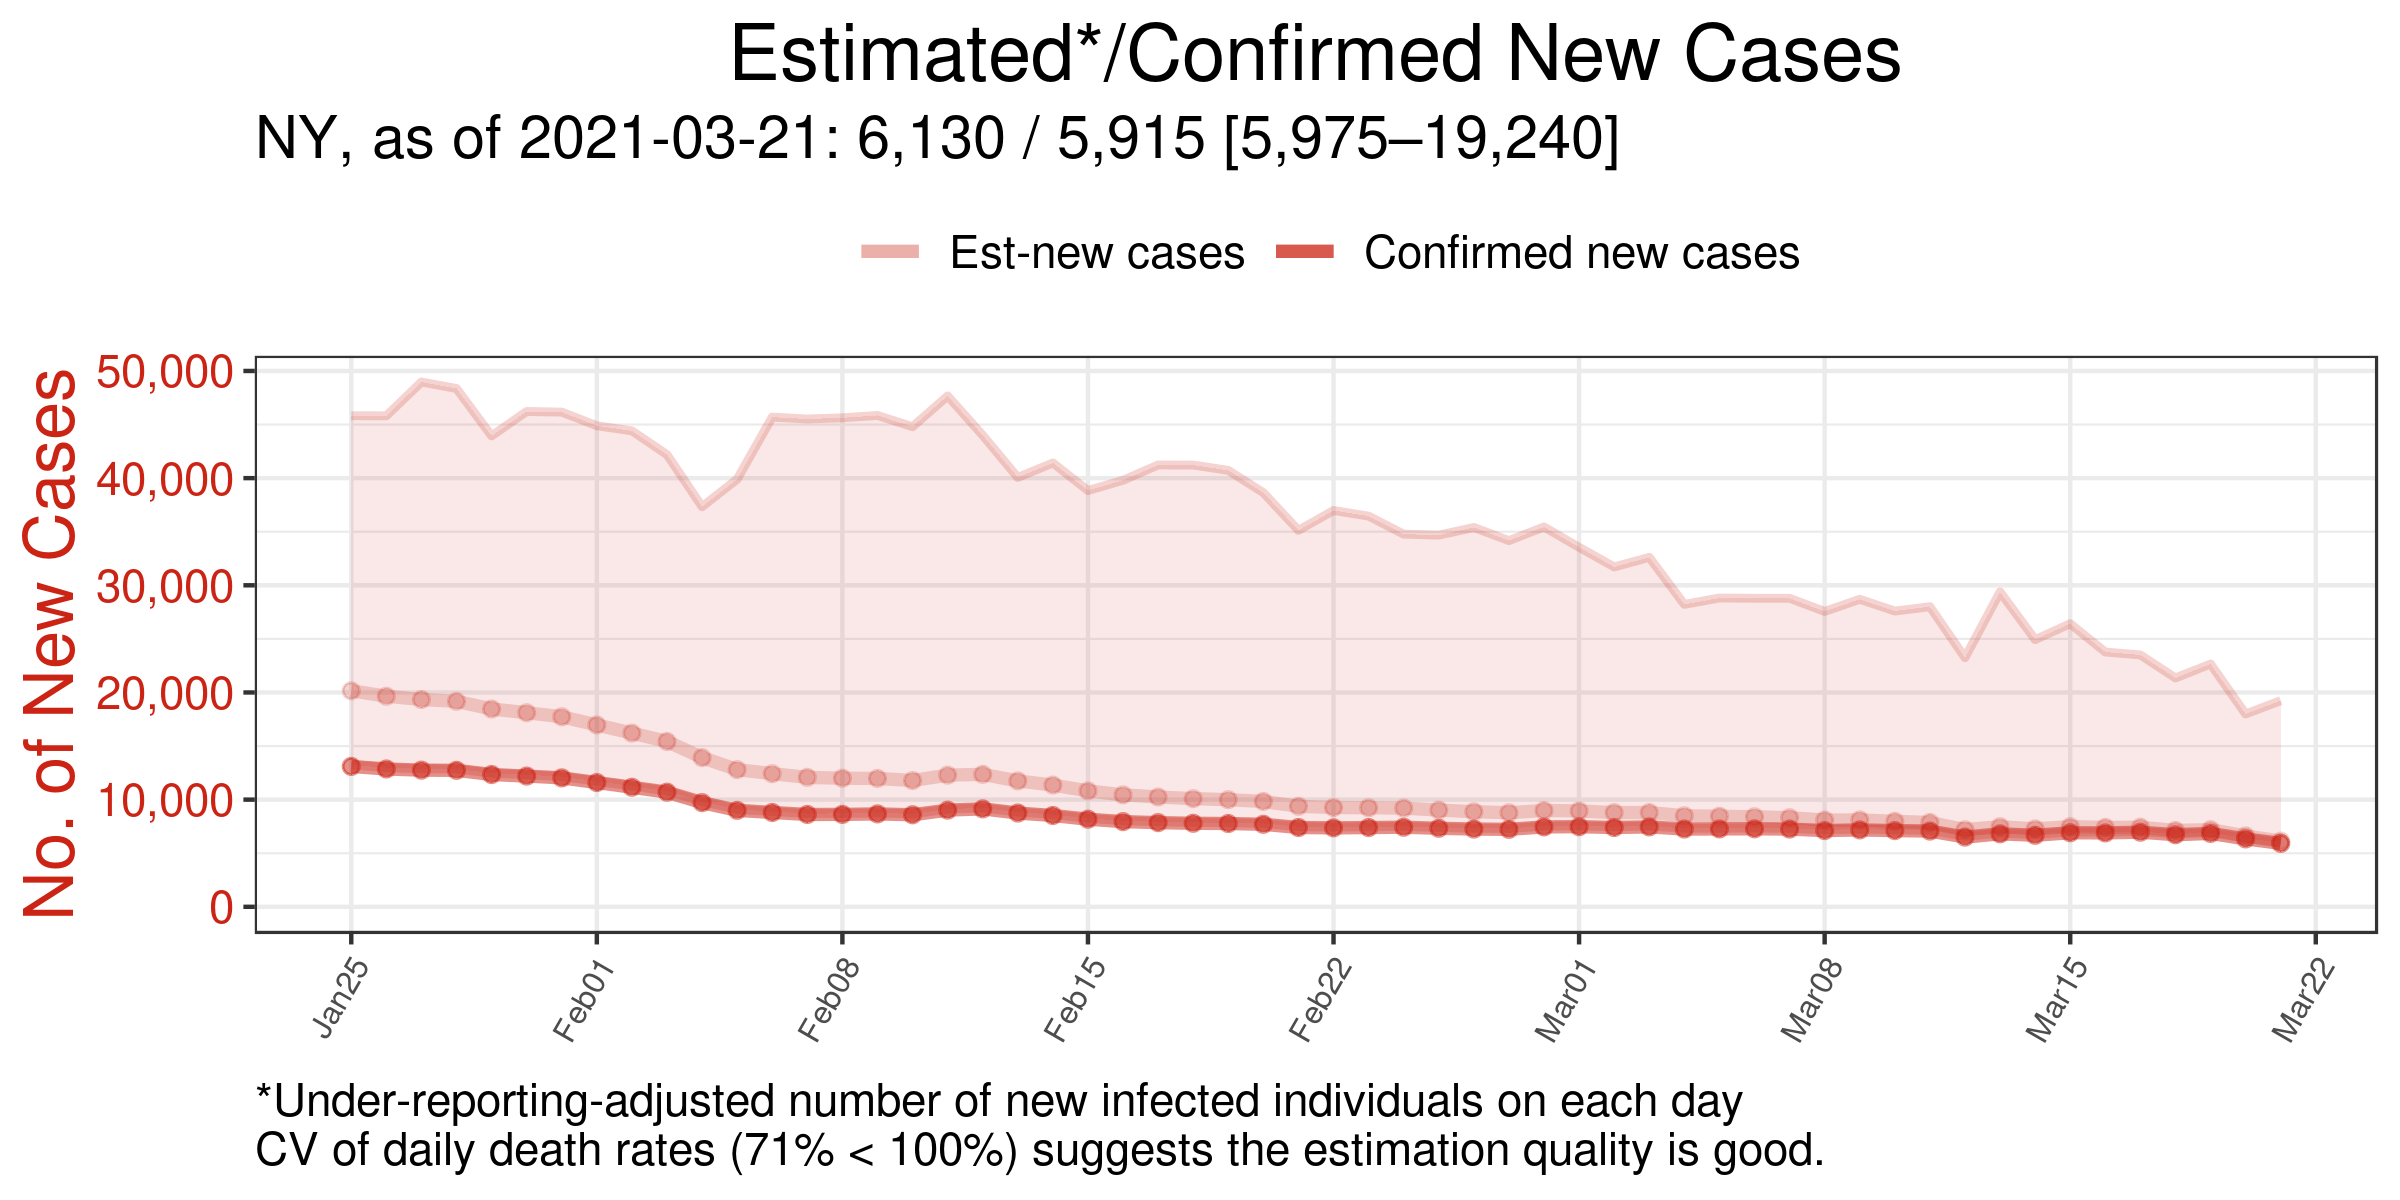 Estimated*/Confirmed New Cases
NY, as of 2021-03-21: 6,130 / 5,915 [5,975–19,240]
Est-new cases Confirmed new cases
No. of New Cases
50,000
40,000
30,000
20,000
10,000
0
Jan25 Feb01 Feb08 Feb15 Feb22 Mar01 Mar08 Mar15 Mar22
*Under-reporting-adjusted number of new infected individuals on each day
CV of daily death rates (71% < 100%) suggests the estimation quality is good.